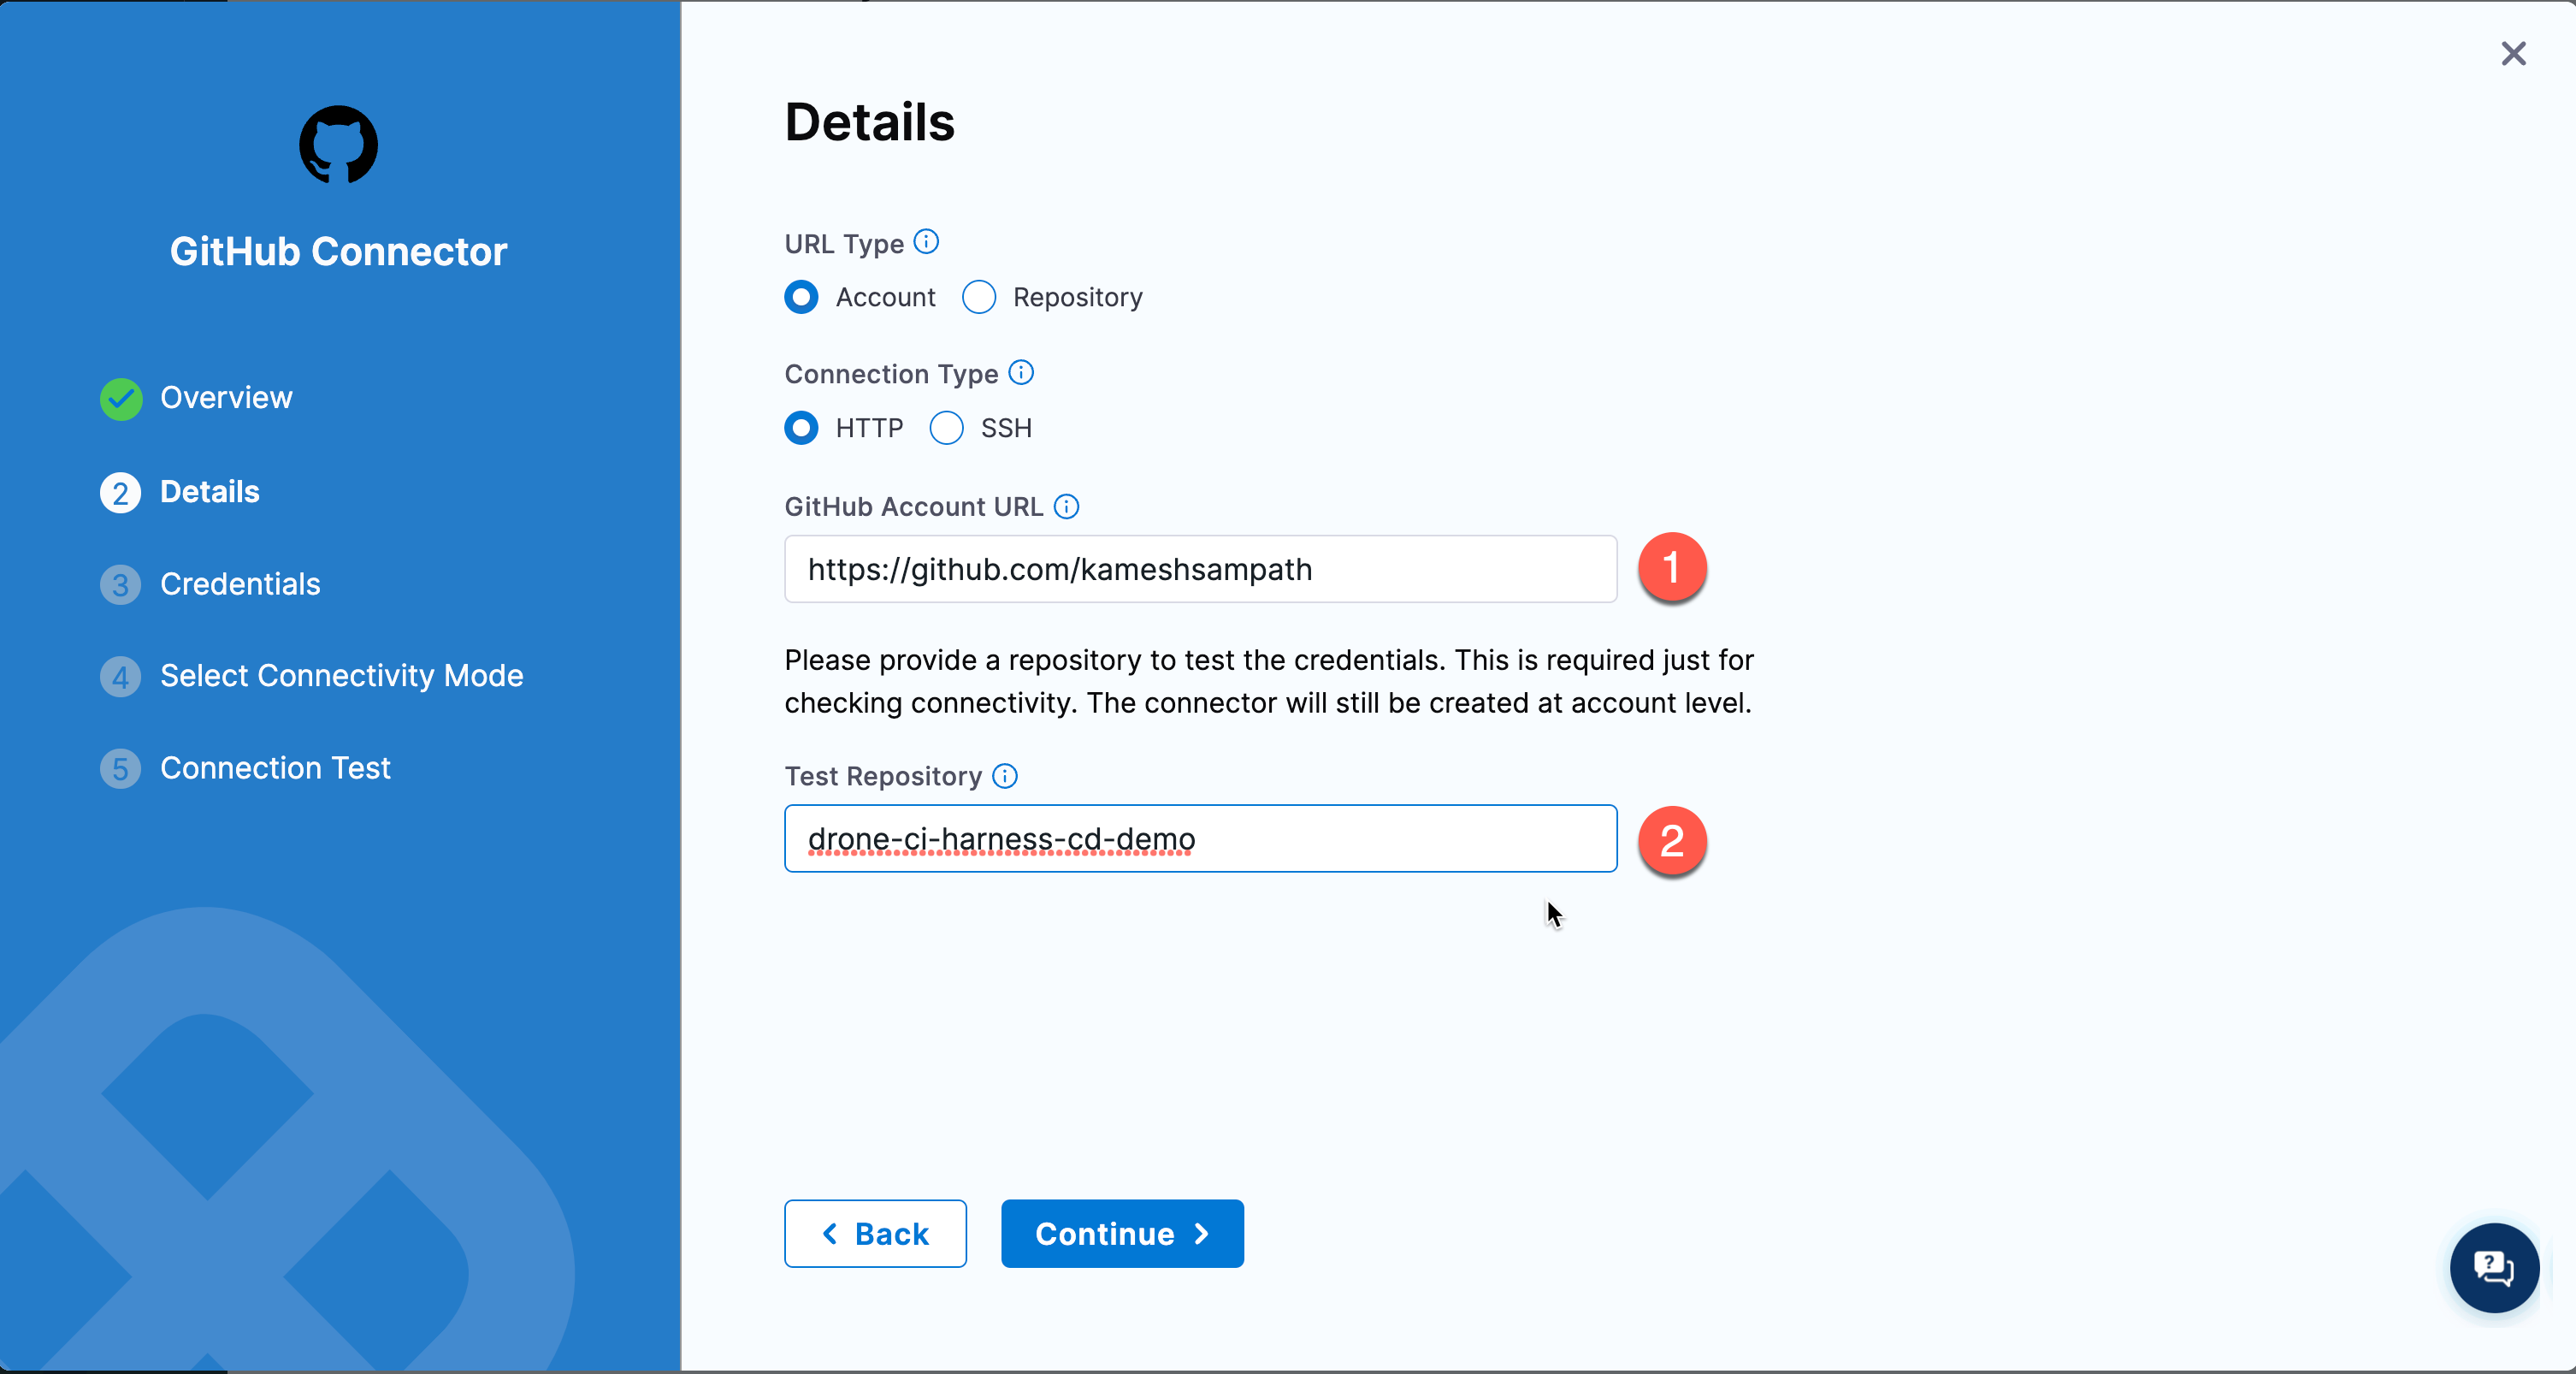 GitHub Connector
Overview
2 Details
3 Credentials
4 Select Connectivity Mode
5 Connection Test
Details
URL Type
Account Repository
Connection Type
HTTP SSH
GitHub Account URL
https://github.com/kameshsampath
1
Please provide a repository to test the credentials. This is required just for
checking connectivity. The connector will still be created at account level.
Test Repository
drone-ci-harness-cd-demo
2
Back Continue
?